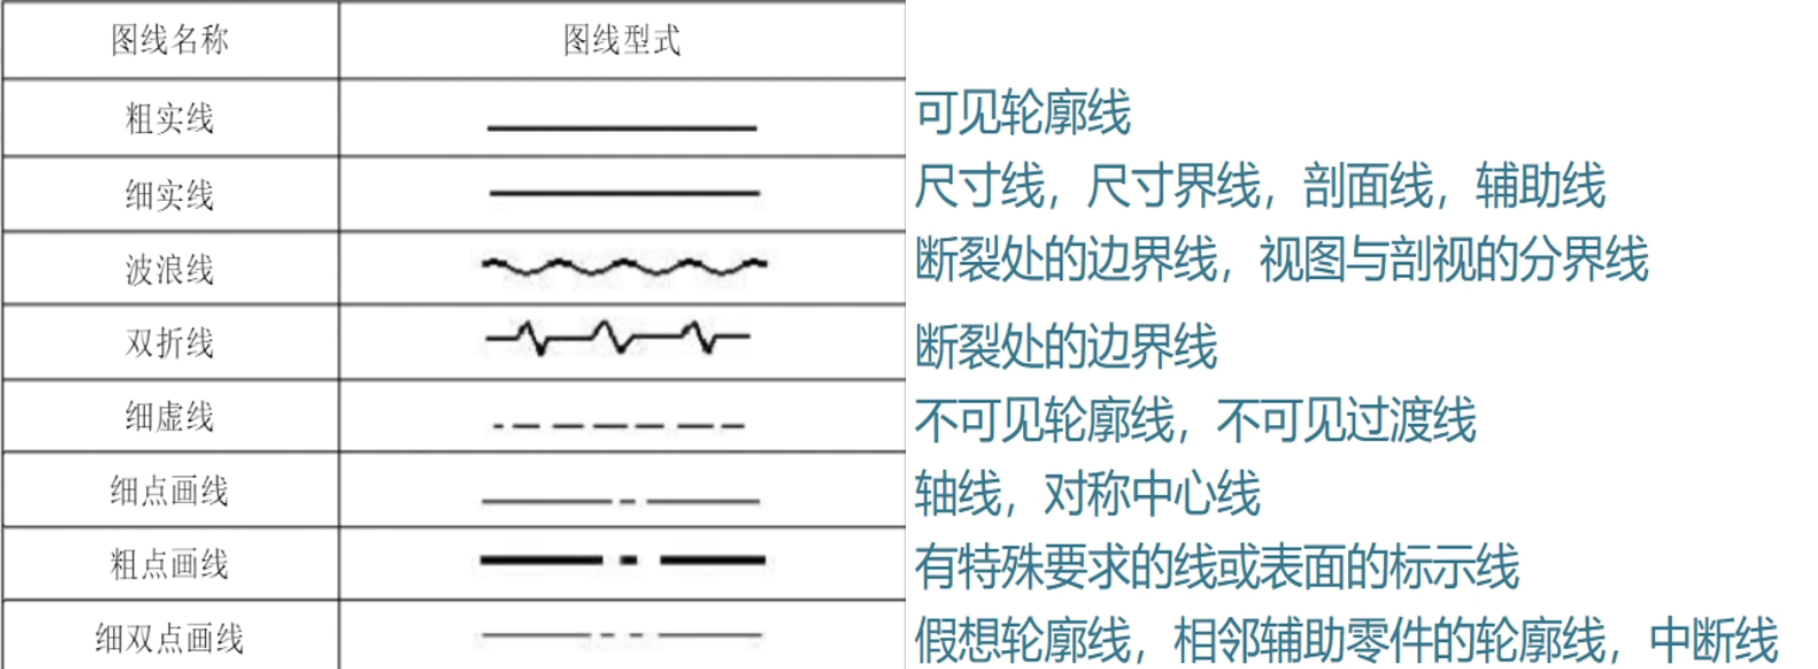 图线名称 图线型式
粗实线 可见轮廓线
细实线 尺寸线，尺寸界线，剖面线，辅助线
波浪线 断裂处的边界线，视图与剖视的分界线
双折线 断裂处的边界线
细虚线 不可见轮廓线，不可见过渡线
细点画线 轴线，对称中心线
粗点画线 有特殊要求的线或表面的标示线
细双点画线 假想轮廓线，相邻辅助零件的轮廓线，中断线